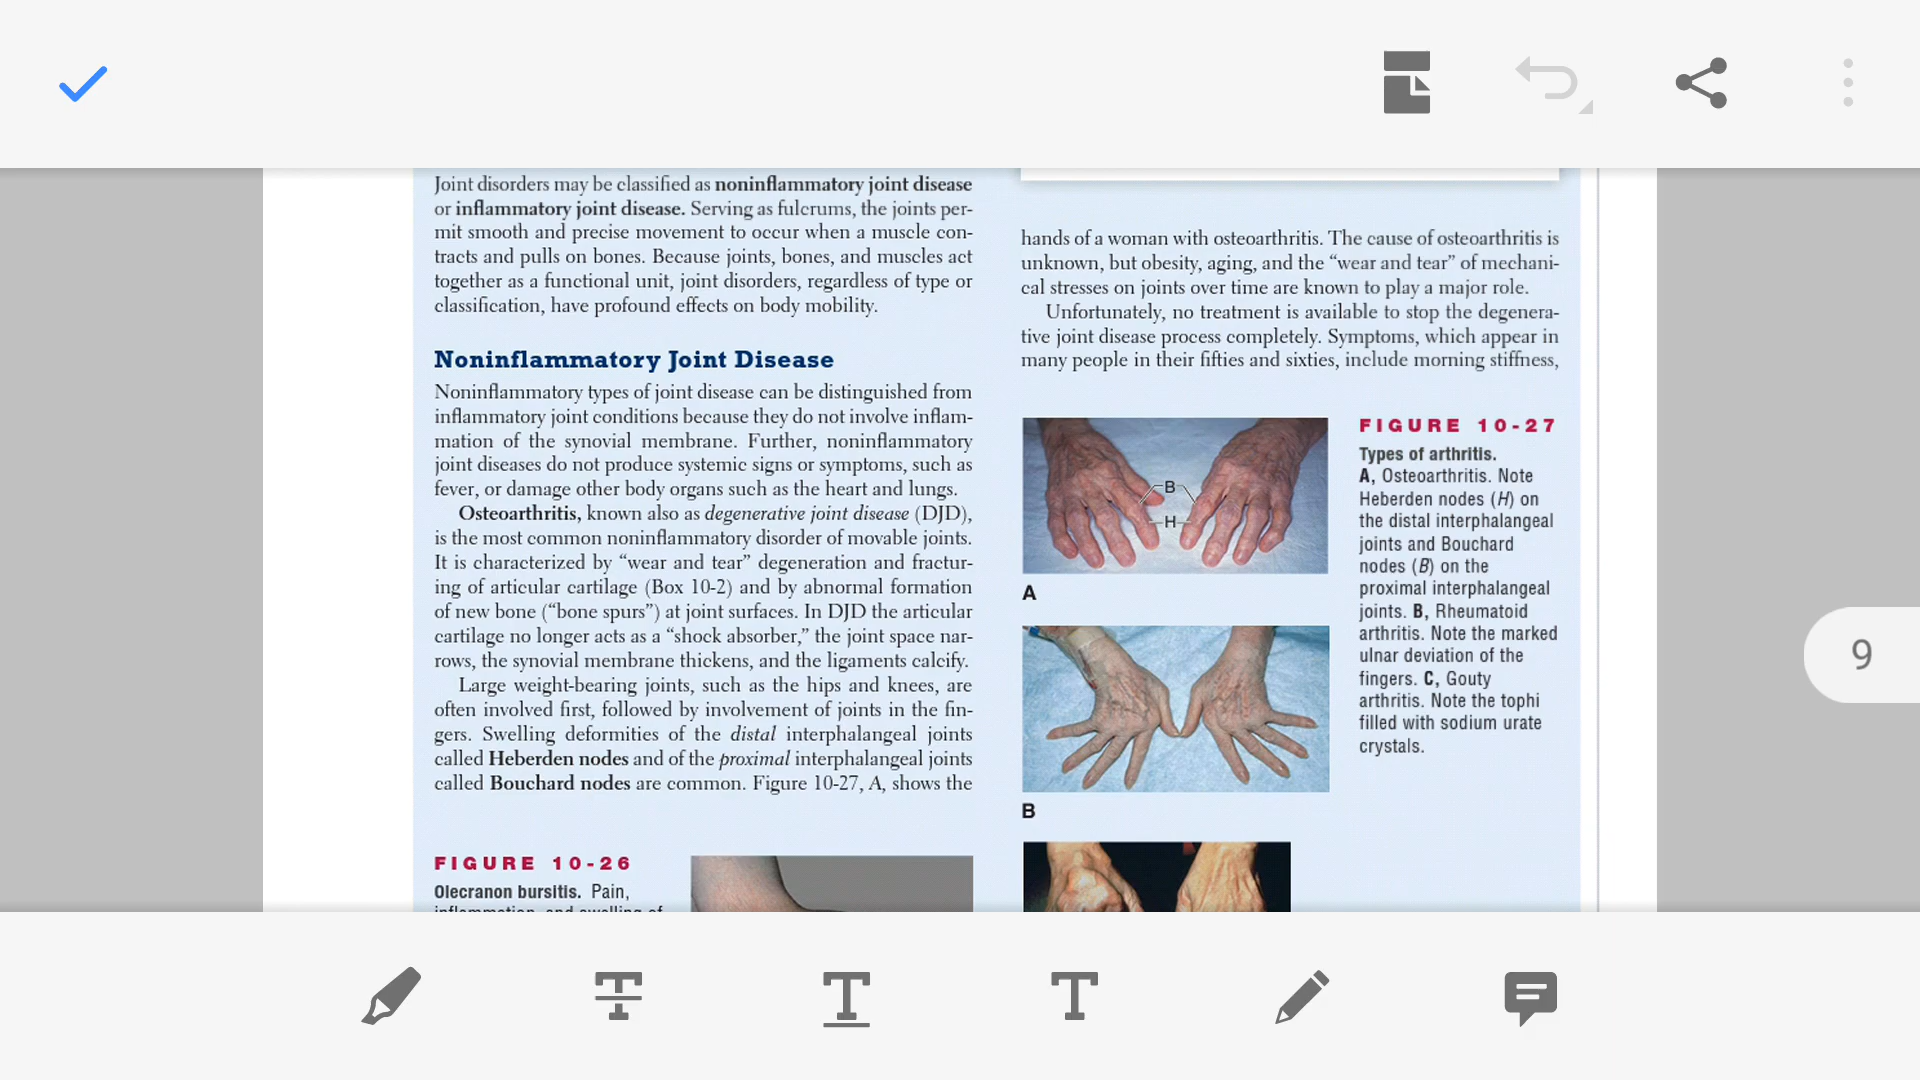 Joint disorders may be classified as noninflammatory joint disease
or inflammatory joint disease. Serving as fulcrums, the joints per-
mit smooth and precise movement to occur when a muscle con-
tracts and pulls on bones. Because joints, bones, and muscles act
together as a functional unit, joint disorders, regardless of type or
classification, have profound effects on body mobility.
Noninflammatory Joint Disease
Noninflammatory types of joint disease can be distinguished from
inflammatory joint conditions because they do not involve inflam-
mation of the synovial membrane. Further, noninflammatory
joint diseases do not produce systemic signs or symptoms, such as
fever, or damage other body organs such as the heart and lungs.
Osteoarthritis, known also as degenerative joint disease (DJD),
is the most common noninflammatory disorder of movable joints.
It is characterized by “wear and tear” degeneration and fractur-
ing of articular cartilage (Box 10-2) and by abnormal formation
of new bone (“bone spurs”) at joint surfaces. In DJD the articular
cartilage no longer acts as a “shock absorber,” the joint space nar-
rows, the synovial membrane thickens, and the ligaments calcify.
Large weight-bearing joints, such as the hips and knees, are
often involved first, followed by involvement of joints in the fin-
gers. Swelling deformities of the distal interphalangeal joints
called Heberden nodes and of the proximal interphalangeal joints
called Bouchard nodes are common. Figure 10-27, A, shows the
FIGURE 10-26
Olecranon bursitis. Pain,
inflammation, and swelling of
hands of a woman with osteoarthritis. The cause of osteoarthritis is
unknown, but obesity, aging, and the “wear and tear” of mechani-
cal stresses on joints over time are known to play a major role.
Unfortunately, no treatment is available to stop the degenera-
tive joint disease process completely. Symptoms, which appear in
many people in their fifties and sixties, include morning stiffness,
B
H
A
B
FIGURE 10-27
Types of arthritis.
A, Osteoarthritis. Note
Heberden nodes (H) on
the distal interphalangeal
joints and Bouchard
nodes (B) on the
proximal interphalangeal
joints. B, Rheumatoid
arthritis. Note the marked
ulnar deviation of the
fingers. C, Gouty
arthritis. Note the tophi
filled with sodium urate
crystals.
9